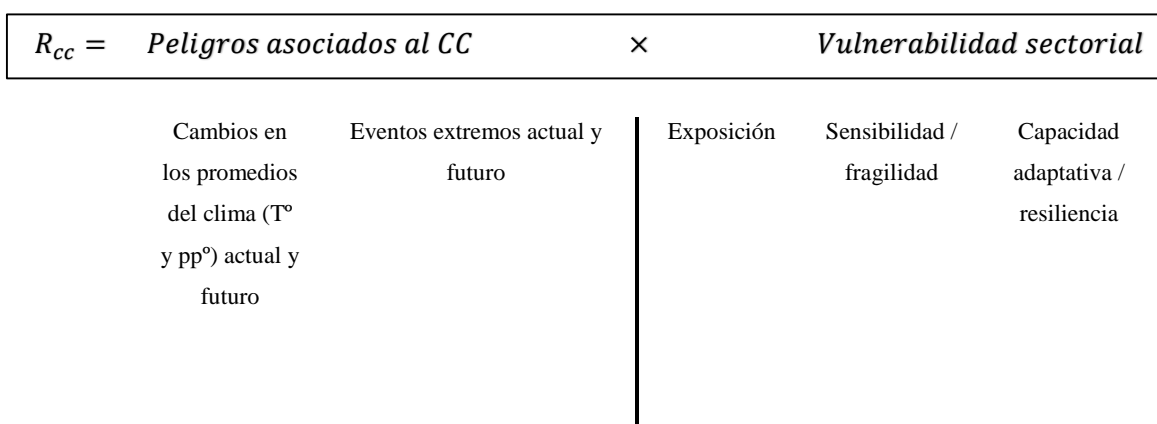 R_cc = Peligros asociados al CC × Vulnerabilidad sectorial
Cambios en
los promedios
del clima (Tº
y ppº) actual y
futuro
Eventos extremos actual y
futuro
Exposición
Sensibilidad /
fragilidad
Capacidad
adaptativa /
resiliencia